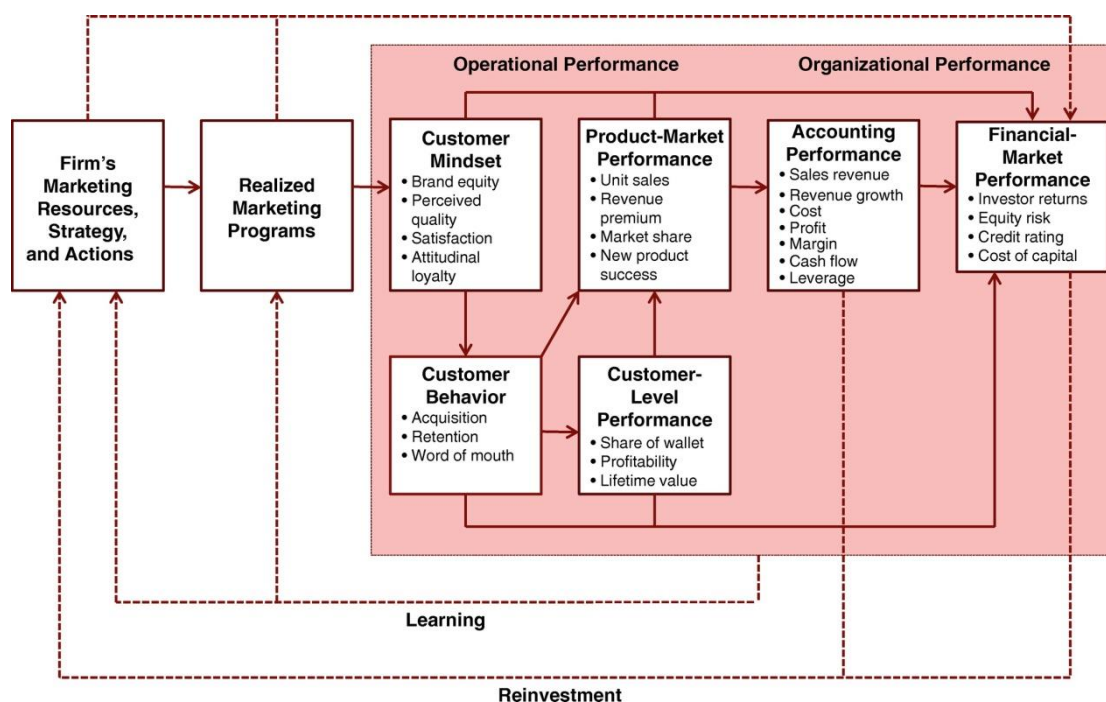 Operational Performance
Organizational Performance
Firm's
Marketing
Resources,
Strategy,
and Actions
Realized
Marketing
Programs
Customer
Mindset
• Brand equity
• Perceived
quality
• Satisfaction
• Attitudinal
loyalty
Product-Market
Performance
• Unit sales
• Revenue
premium
• Market share
• New product
success
Accounting
Performance
• Sales revenue
• Revenue growth
• Cost
• Profit
• Margin
• Cash flow
• Leverage
Financial-
Market
Performance
• Investor returns
• Equity risk
• Credit rating
• Cost of capital
Customer
Behavior
• Acquisition
• Retention
• Word of mouth
Customer-
Level
Performance
• Share of wallet
• Profitability
• Lifetime value
Learning
Reinvestment